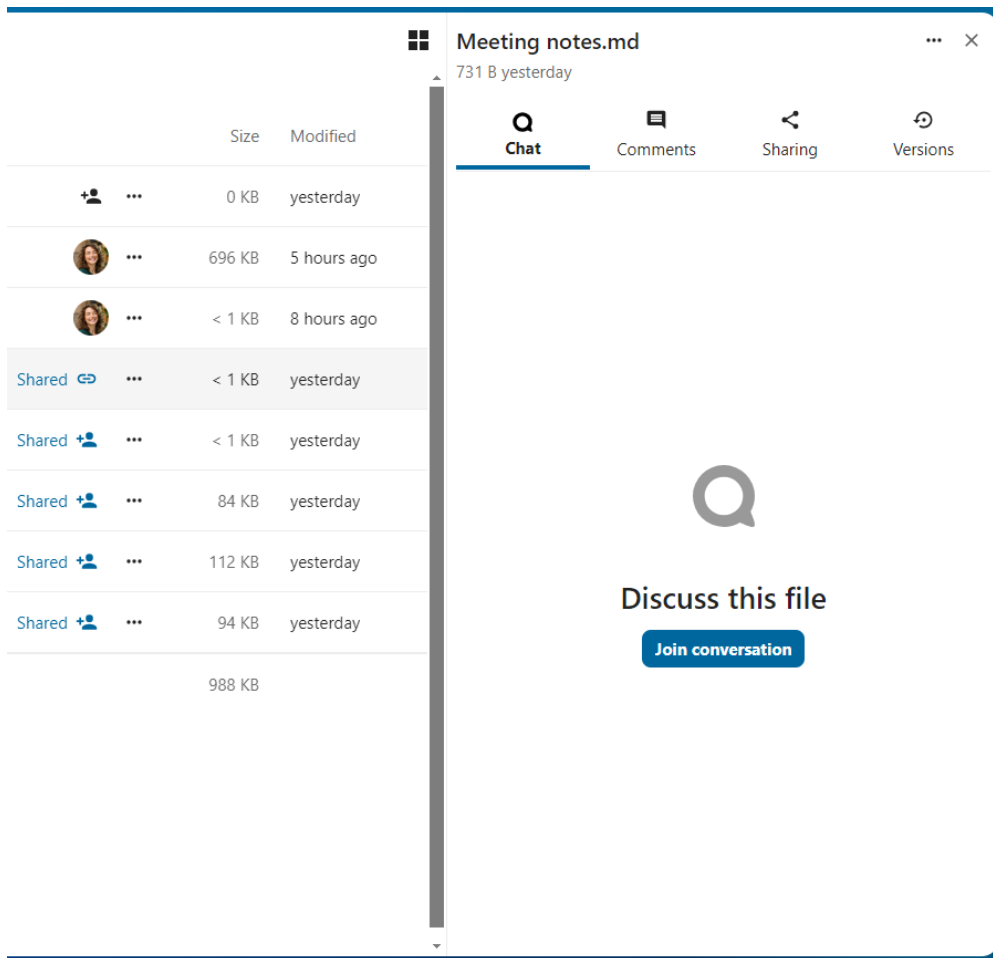 Meeting notes.md
731 B yesterday
Chat Comments Sharing Versions
Size Modified
0 KB yesterday
696 KB 5 hours ago
< 1 KB 8 hours ago
Shared < 1 KB yesterday
Shared < 1 KB yesterday
Shared 84 KB yesterday
Shared 112 KB yesterday
Shared 94 KB yesterday
988 KB
Discuss this file
Join conversation